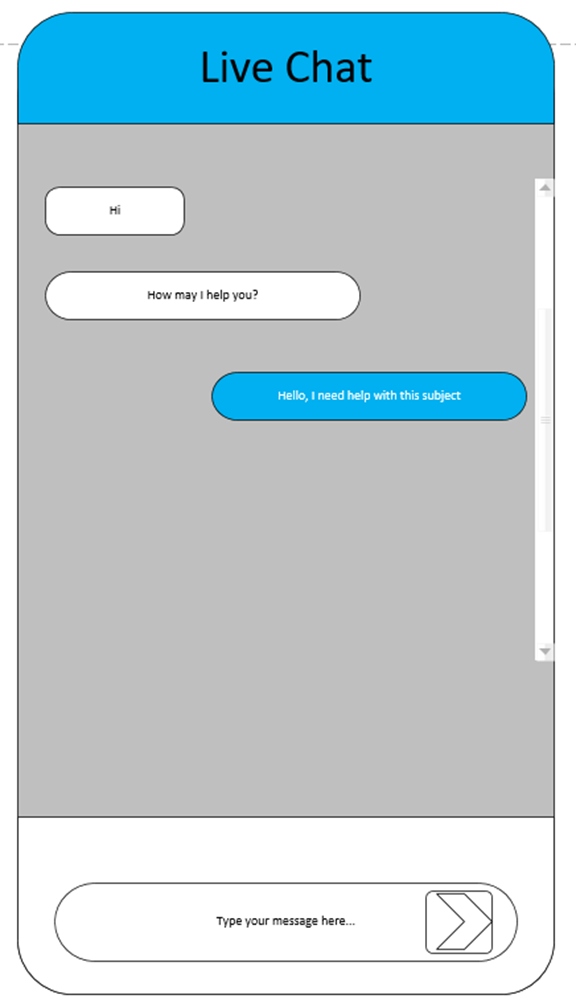 Live Chat
Hi
How may I help you?
Hello, I need help with this subject
Type your message here...